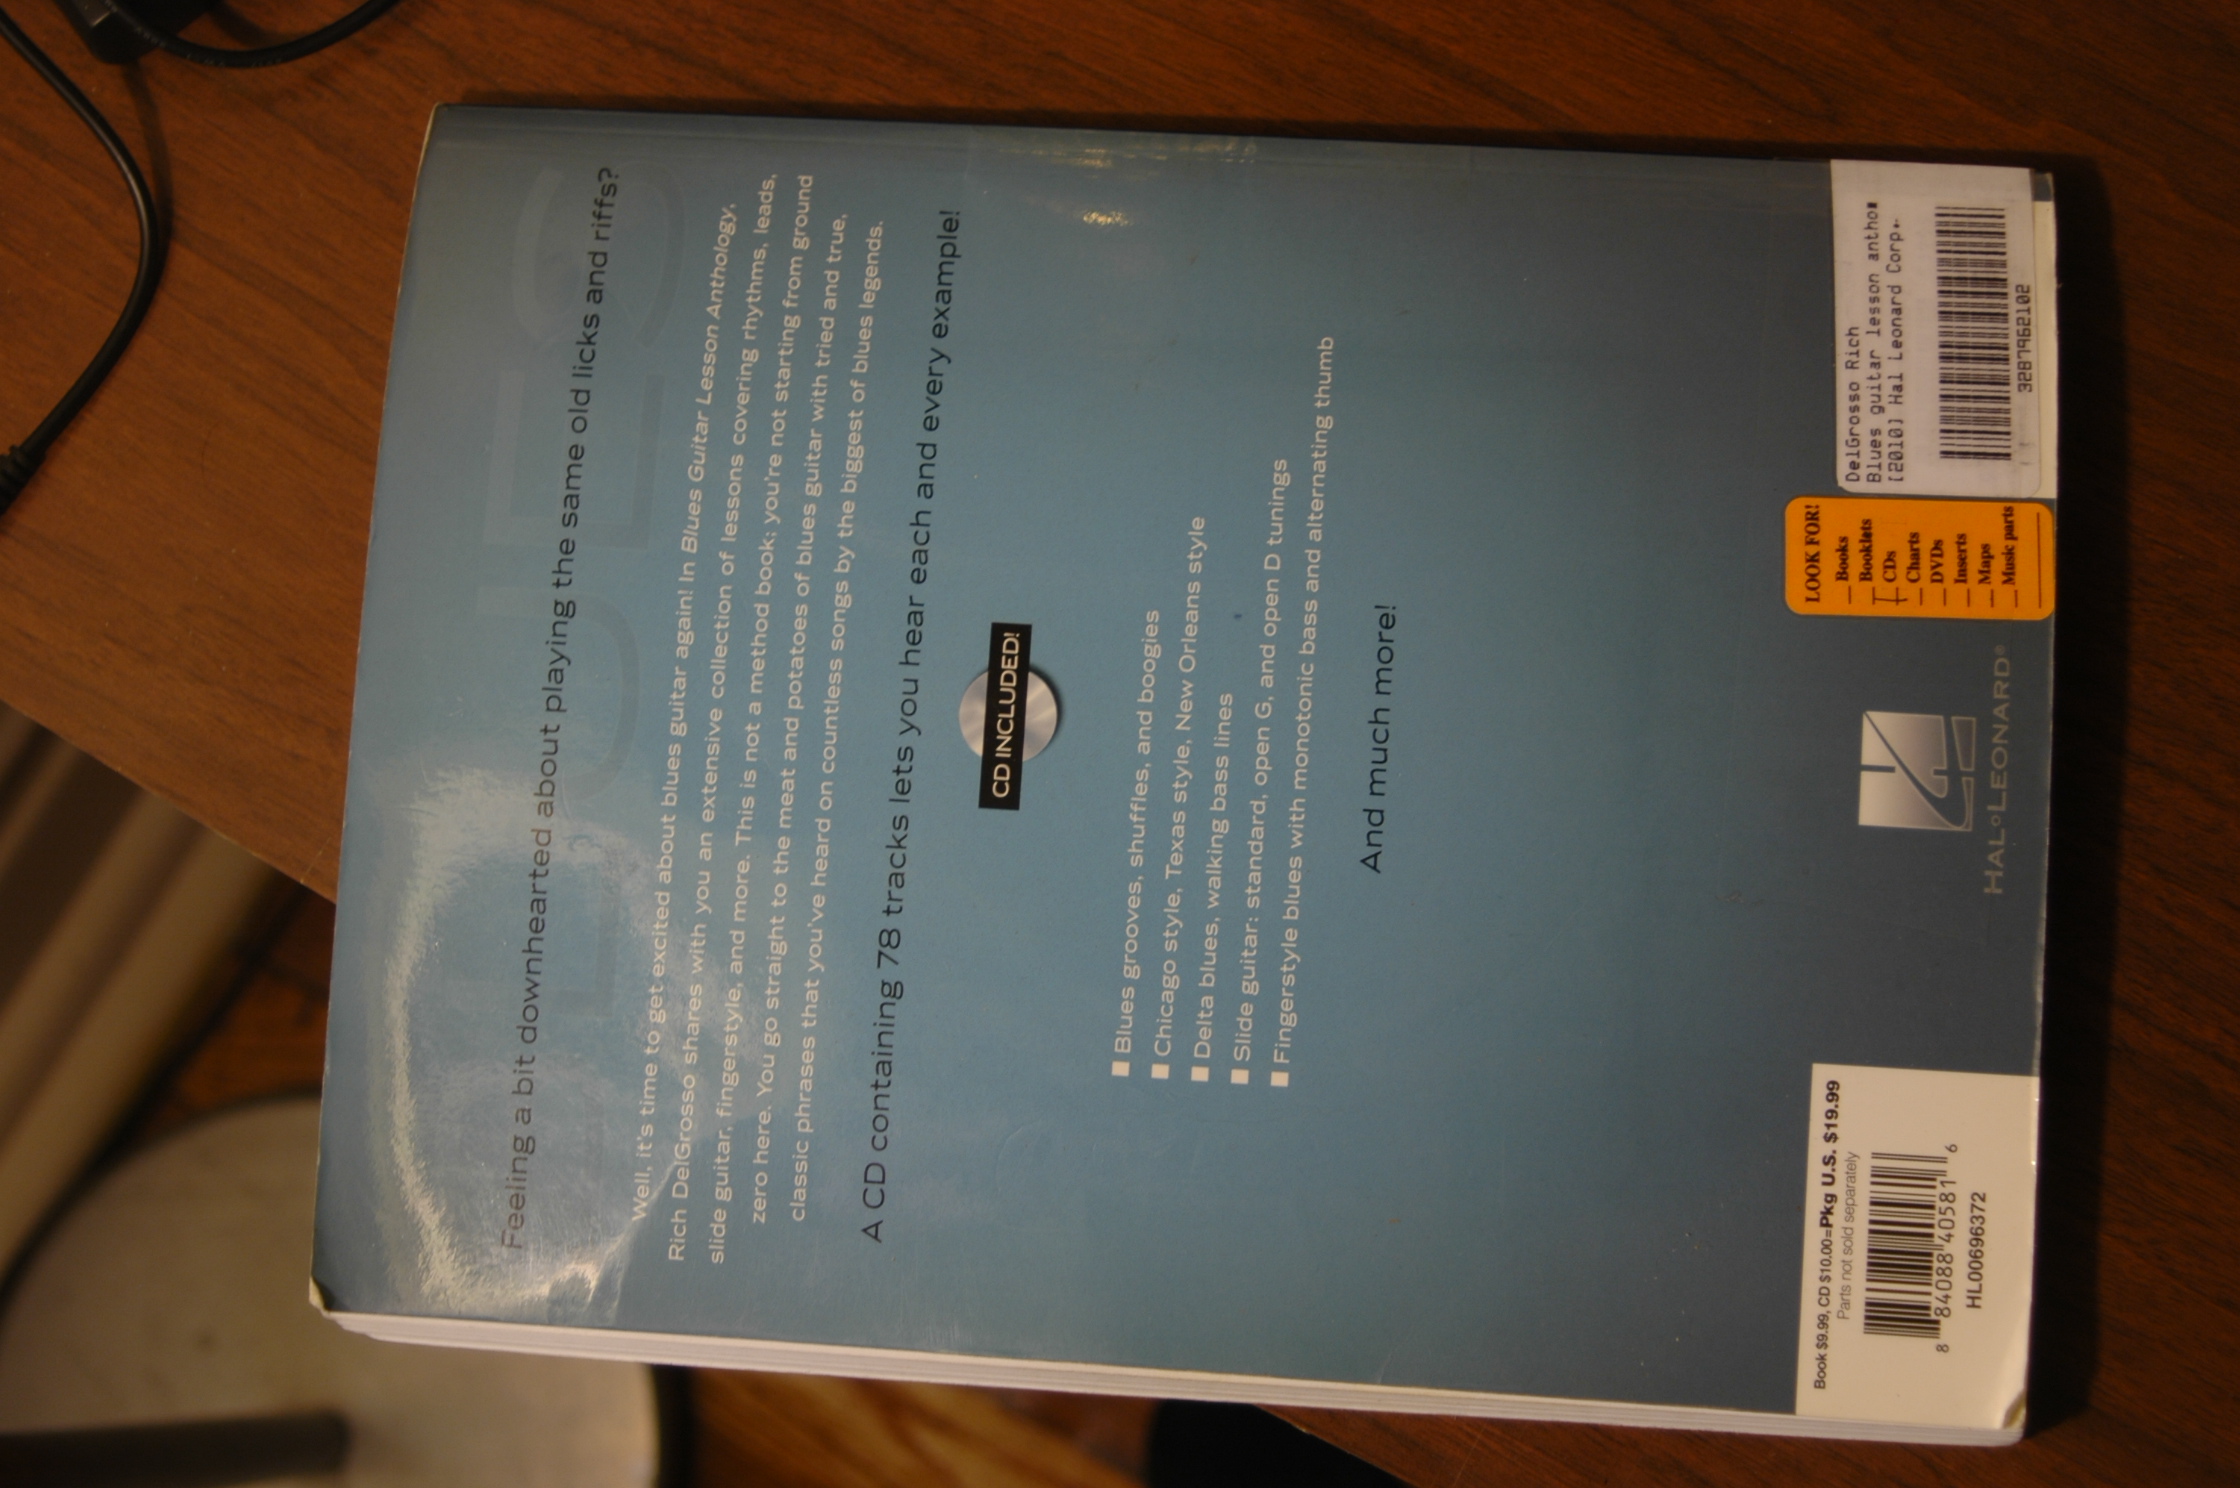 BLUES
Feeling a bit downhearted about playing the same old licks and riffs?
Well, it's time to get excited about blues guitar again! In Blues Guitar Lesson Anthology,
Rich DelGrosso shares with you an extensive collection of lessons covering rhythms, leads,
slide guitar, fingerstyle, and more. This is not a method book; you're not starting from ground
zero here. You go straight to the meat and potatoes of blues guitar with tried and true,
classic phrases that you've heard on countless songs by the biggest of blues legends.
A CD containing 78 tracks lets you hear each and every example!
CD INCLUDED!
Blues grooves, shuffles, and boogies
Chicago style, Texas style, New Orleans style
Delta blues, walking bass lines
Slide guitar: standard, open G, and open D tunings
Fingerstyle blues with monotonic bass and alternating thumb
And much more!
Book $9.99, CD $10.00=Pkg U.S. $19.99
Parts not sold separately
8 84088 40581 6
HL00696372
HAL•LEONARD®
LOOK FOR!
Books
Booklets
CDs
Charts
DVDs
Inserts
Maps
Music parts
DelGrosso Rich
Blues guitar lesson antho
[2010] Hal Leonard Corp.
3287962102